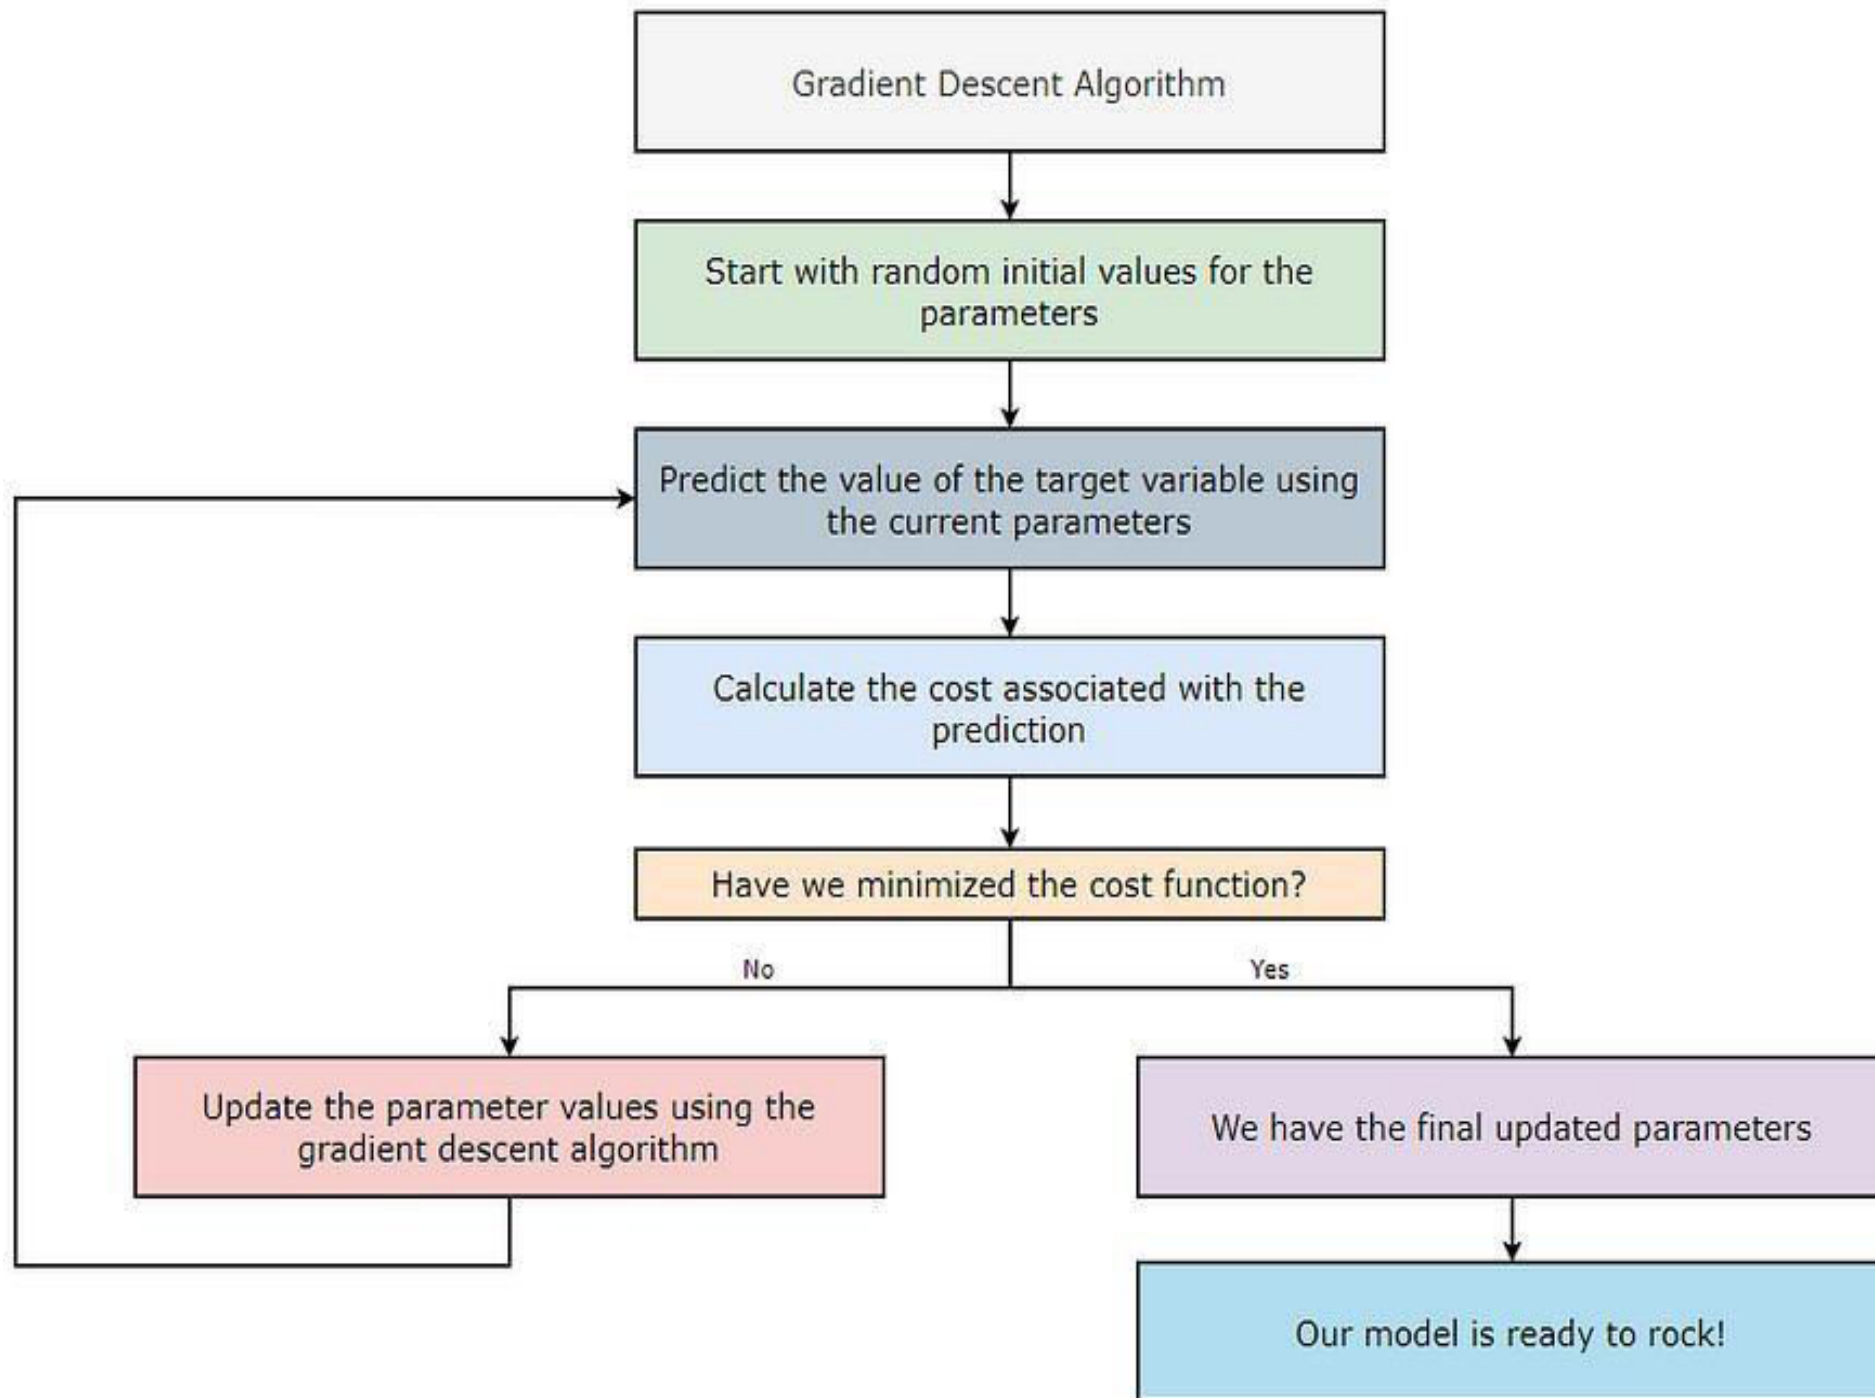 Gradient Descent Algorithm
Start with random initial values for the
parameters
Predict the value of the target variable using
the current parameters
Calculate the cost associated with the
prediction
Have we minimized the cost function?
No
Yes
Update the parameter values using the
gradient descent algorithm
We have the final updated parameters
Our model is ready to rock!